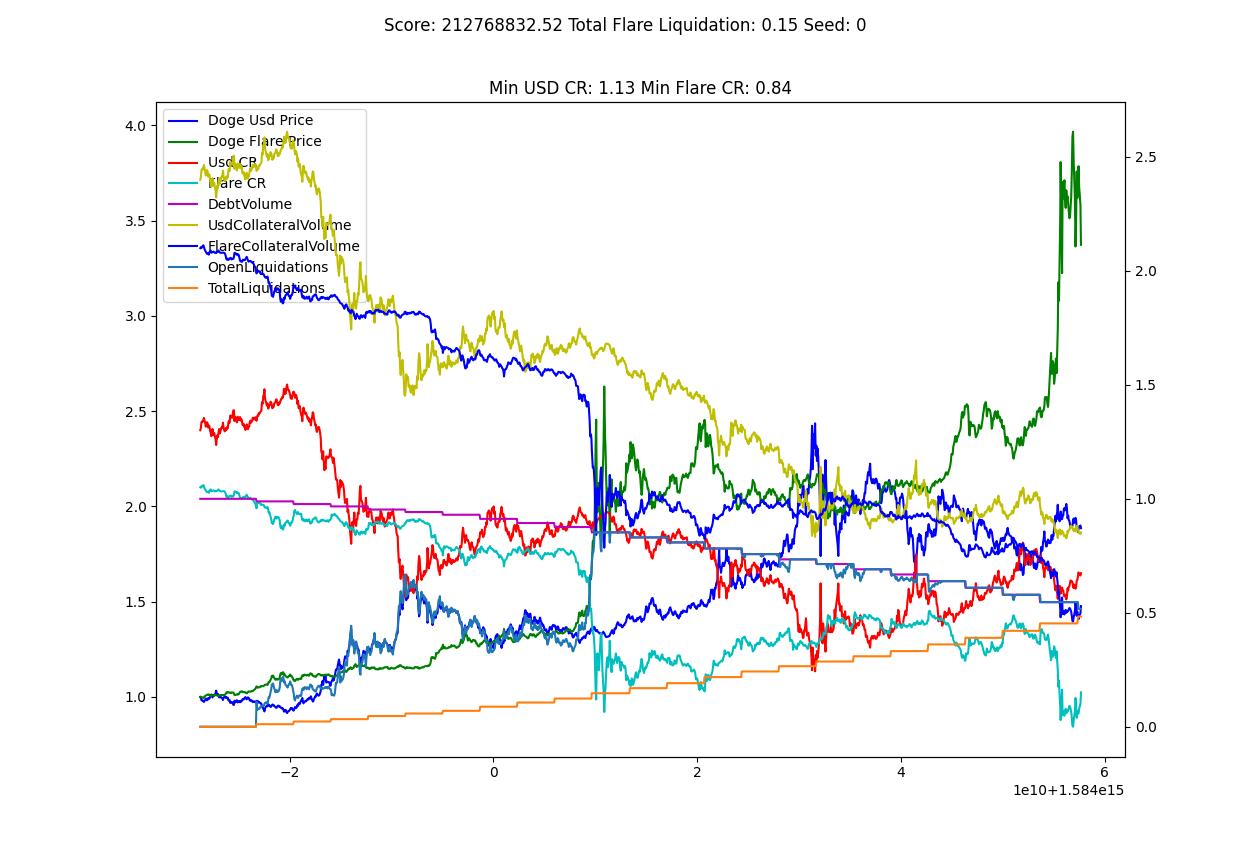 Score: 212768832.52 Total Flare Liquidation: 0.15 Seed: 0
Min USD CR: 1.13 Min Flare CR: 0.84
Doge Usd Price
Doge Flare Price
Usd CR
Flare CR
DebtVolume
UsdCollateralVolume
FlareCollateralVolume
OpenLiquidations
TotalLiquidations
4.0
3.5
3.0
2.5
2.0
1.5
1.0
2.5
2.0
1.5
1.0
0.5
0.0
−2 0 2 4 6
1e10+1.584e15